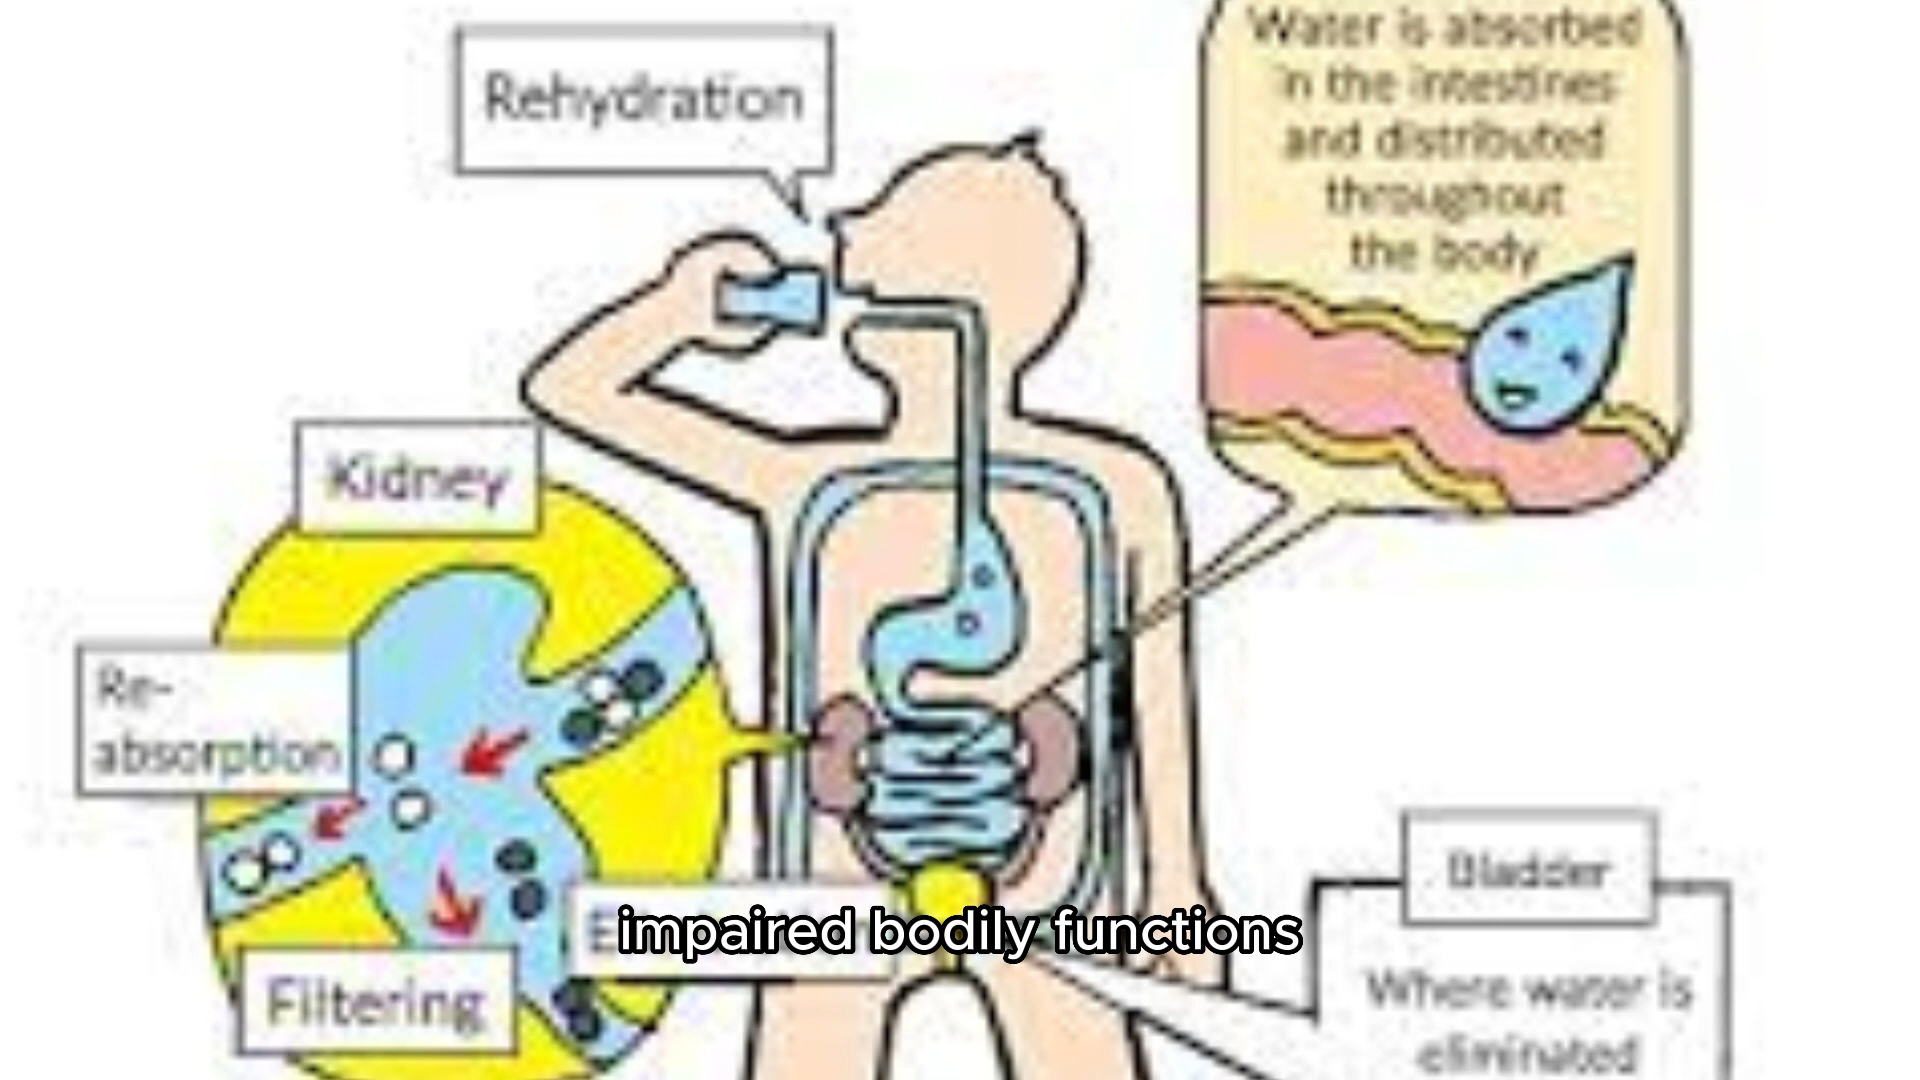 Rehydration
Water is absorbed
in the intestines
and distributed
throughout
the body
Kidney
Re-
absorption
Bladder
impaired bodily functions
Filtering
Where water is
eliminated